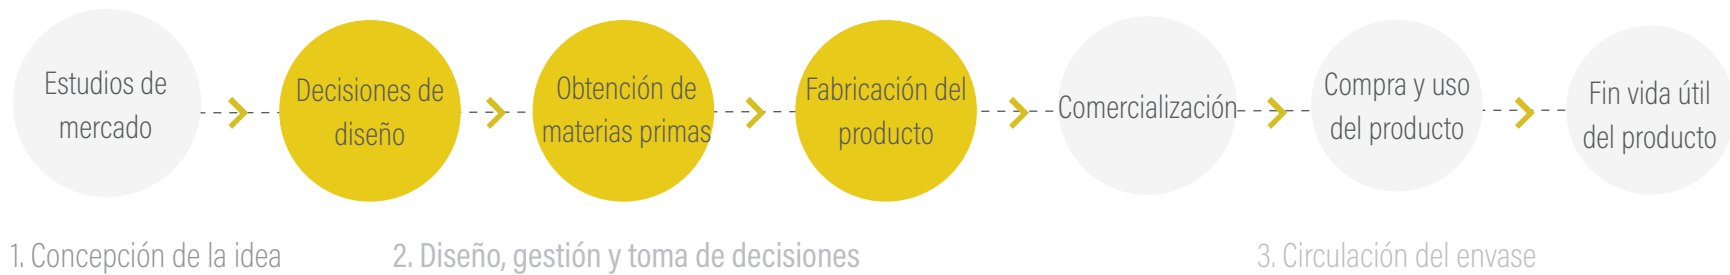 Estudios de
mercado
Decisiones de
diseño
Obtención de
materias primas
Fabricación del
producto
Comercialización
Compra y uso
del producto
Fin vida útil
del producto
1. Concepción de la idea
2. Diseño, gestión y toma de decisiones
3. Circulación del envase